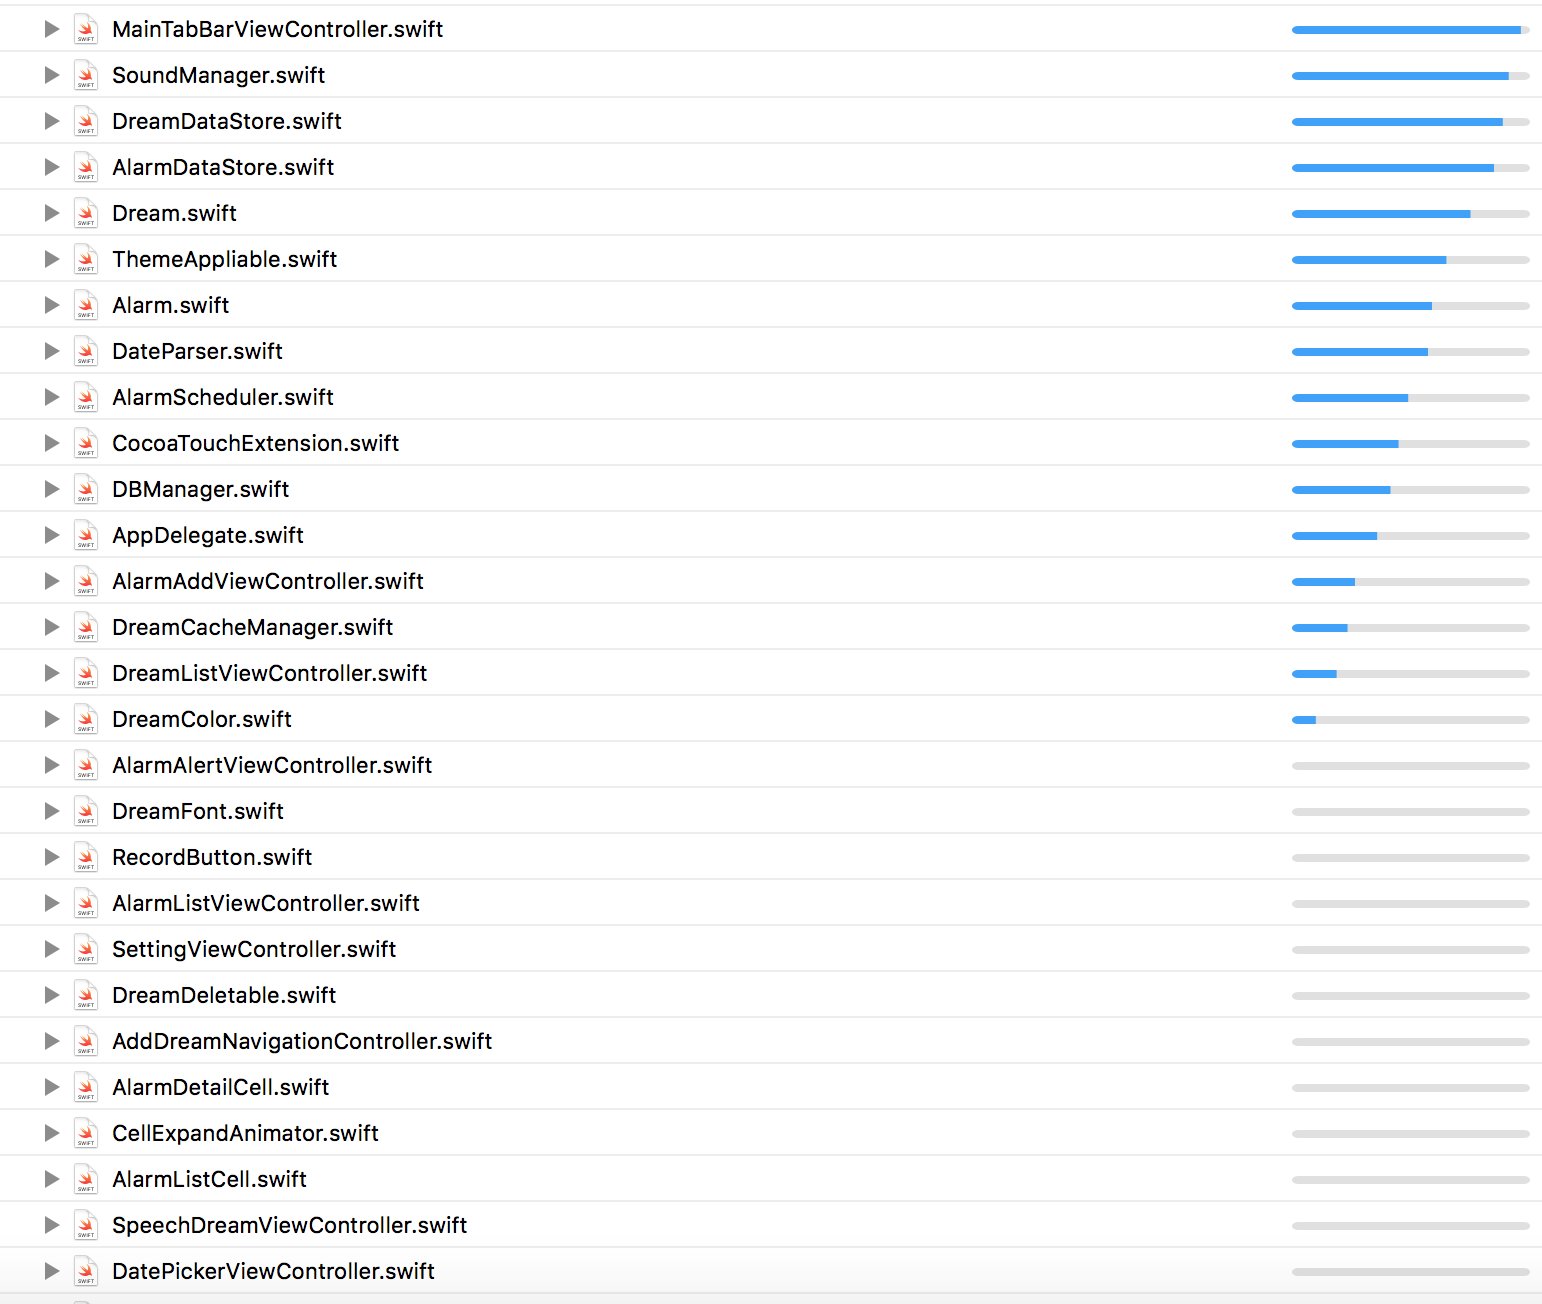 MainTabBarViewController.swift
SoundManager.swift
DreamDataStore.swift
AlarmDataStore.swift
Dream.swift
ThemeAppliable.swift
Alarm.swift
DateParser.swift
AlarmScheduler.swift
CocoaTouchExtension.swift
DBManager.swift
AppDelegate.swift
AlarmAddViewController.swift
DreamCacheManager.swift
DreamListViewController.swift
DreamColor.swift
AlarmAlertViewController.swift
DreamFont.swift
RecordButton.swift
AlarmListViewController.swift
SettingViewController.swift
DreamDeletable.swift
AddDreamNavigationController.swift
AlarmDetailCell.swift
CellExpandAnimator.swift
AlarmListCell.swift
SpeechDreamViewController.swift
DatePickerViewController.swift